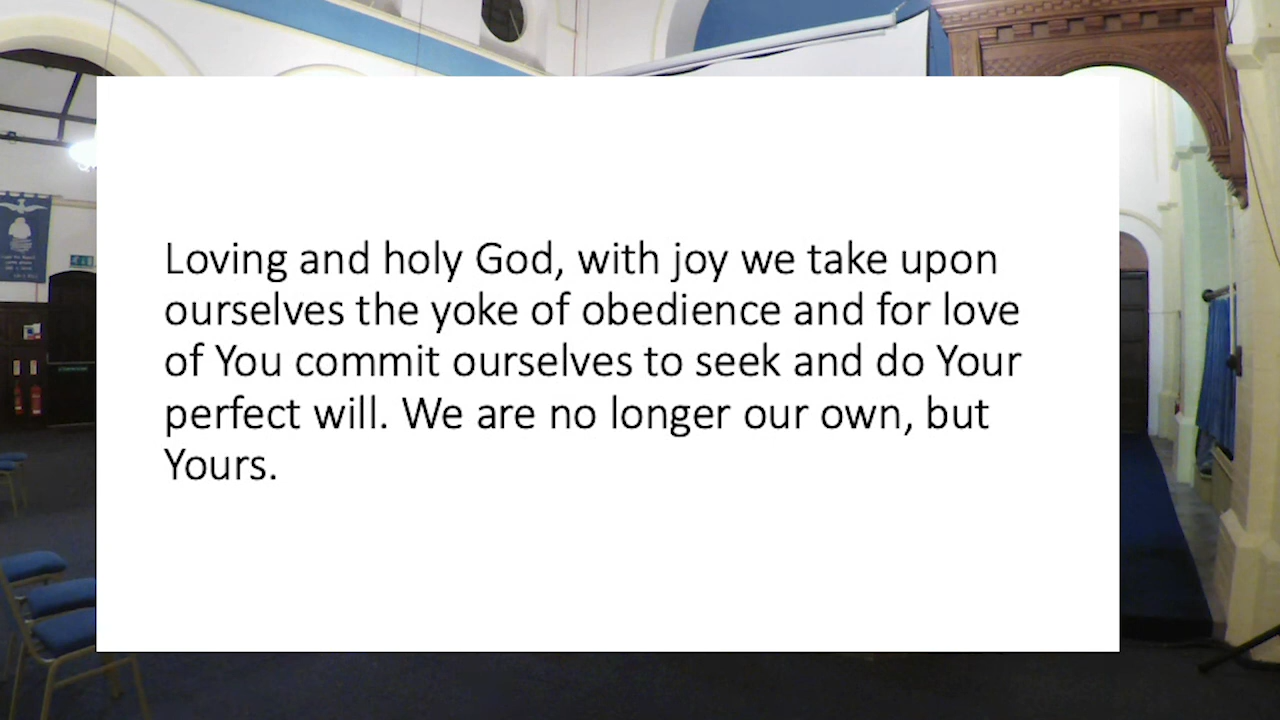 Loving and holy God, with joy we take upon
ourselves the yoke of obedience and for love
of You commit ourselves to seek and do Your
perfect will. We are no longer our own, but
Yours.